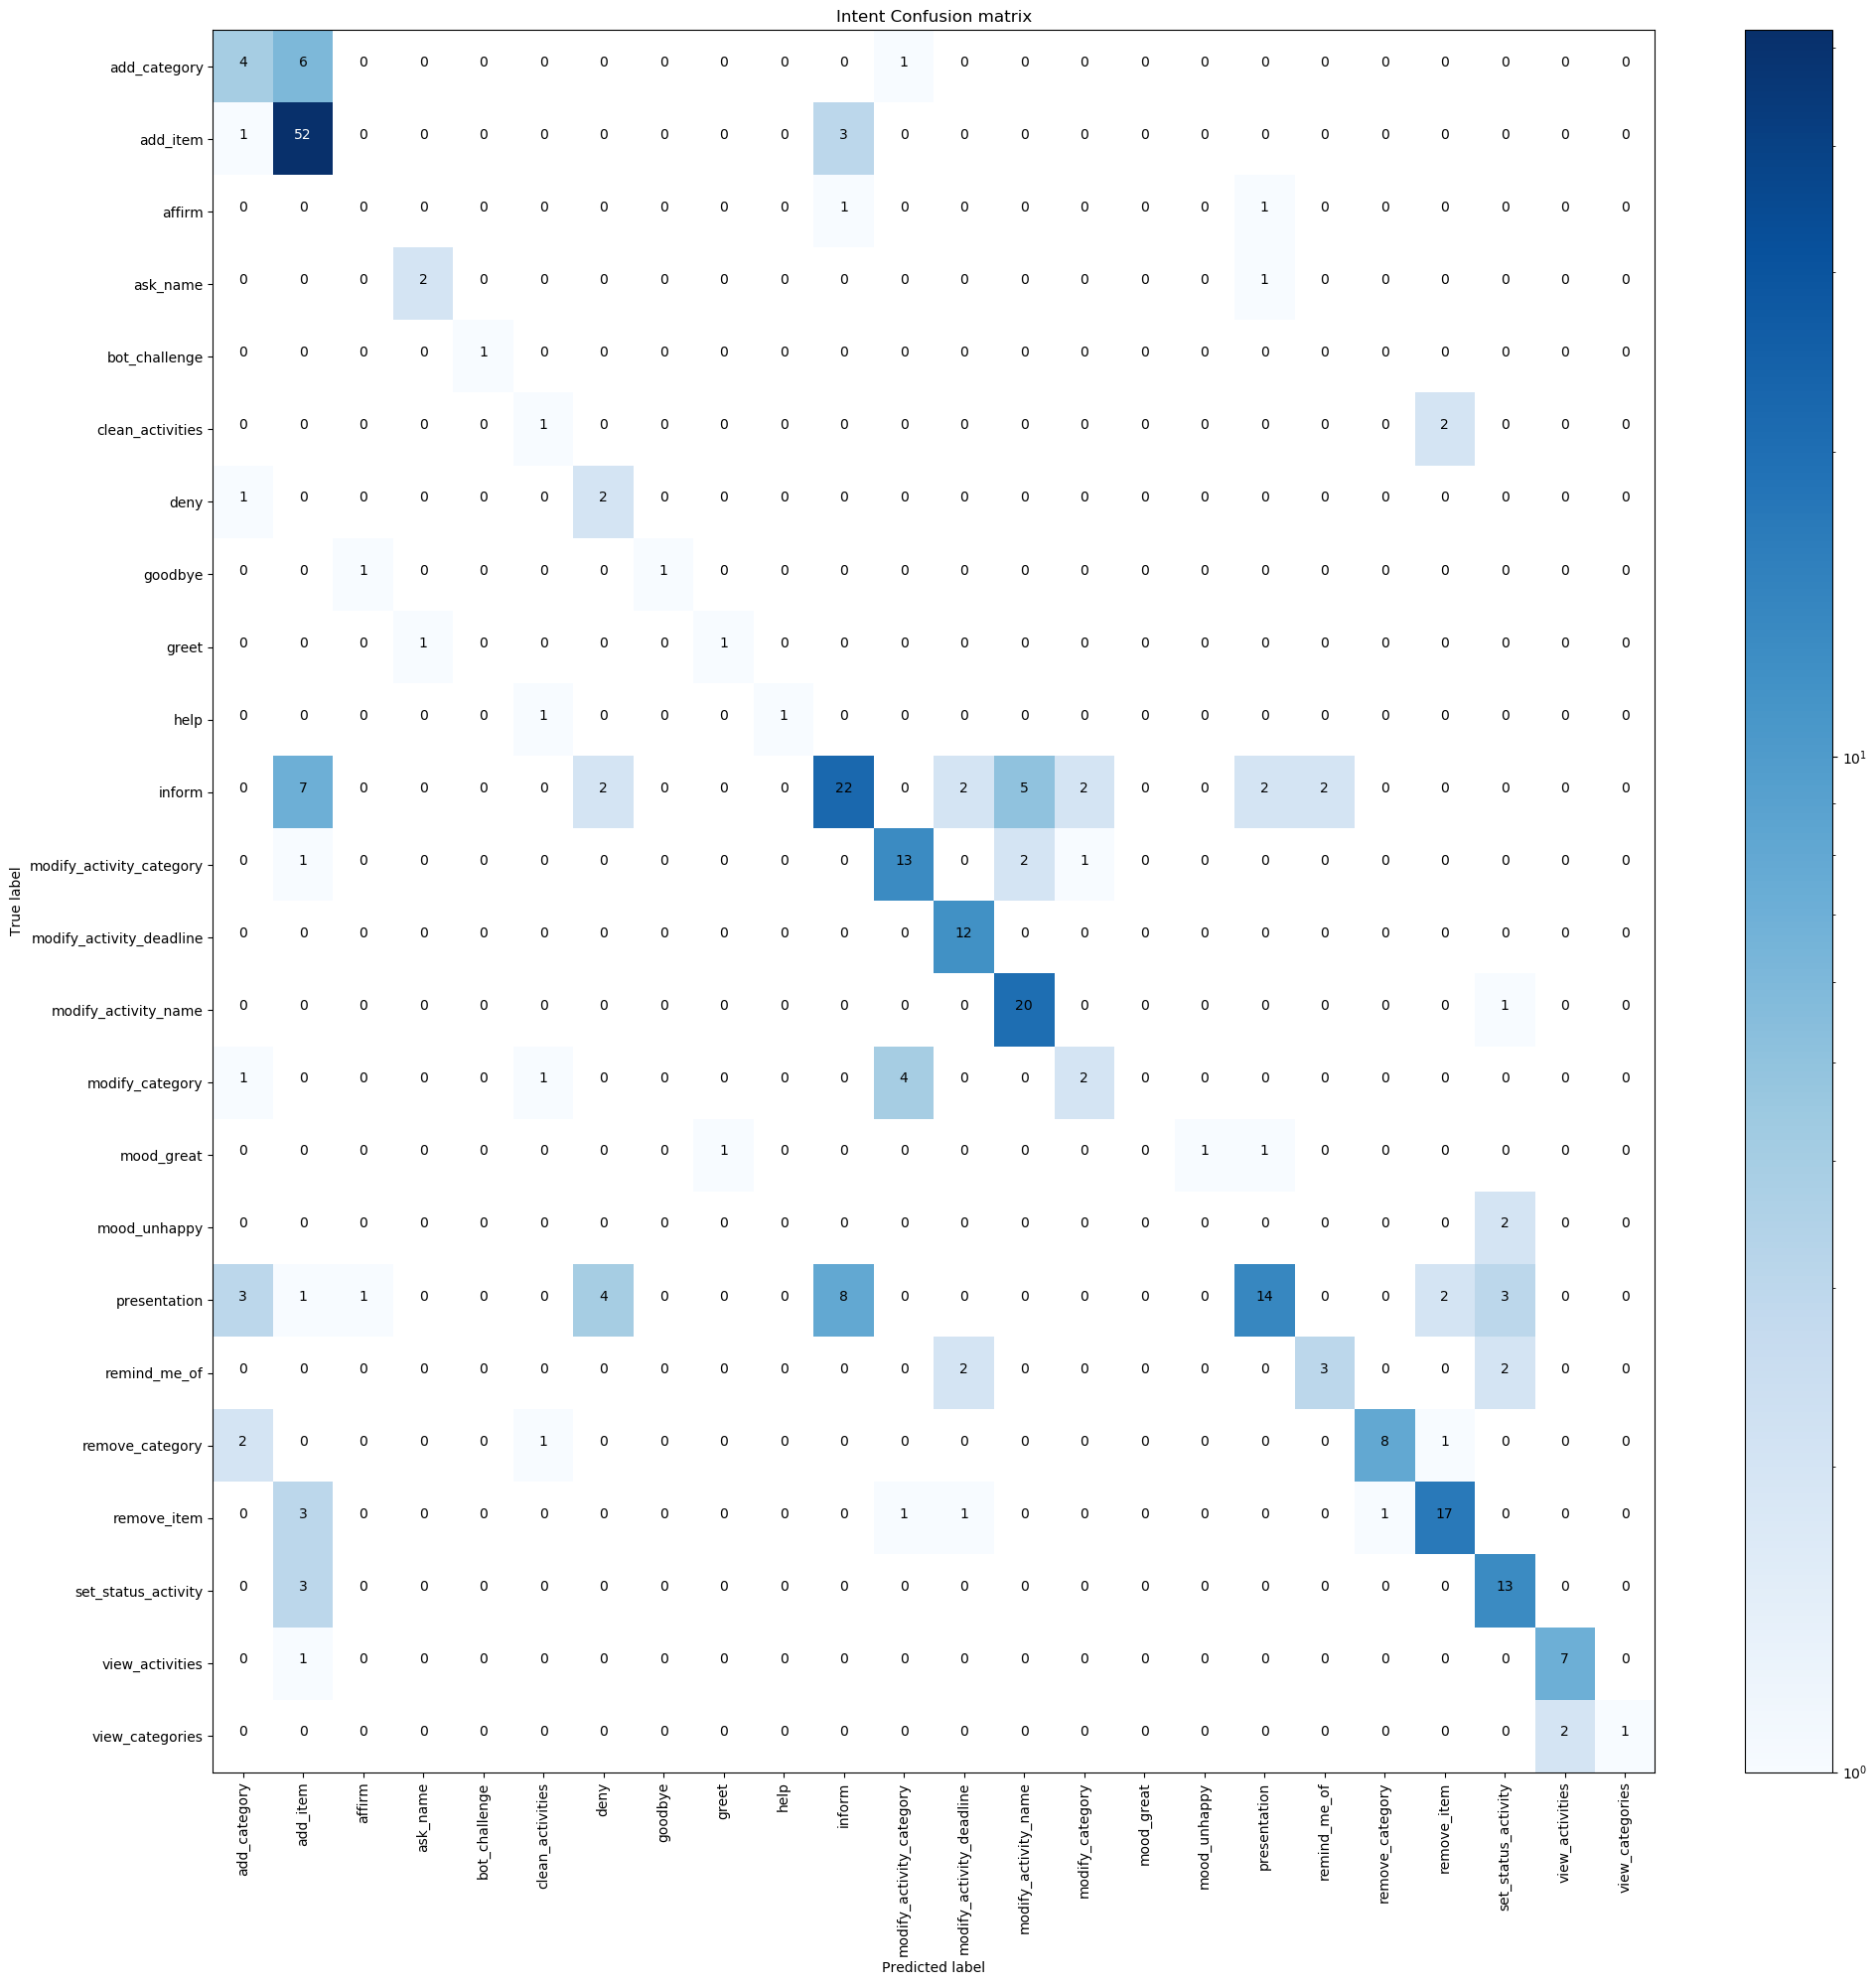 Intent Confusion matrix
add_category 4 6 0 0 0 0 0 0 0 0 0 1 0 0 0 0 0 0 0 0 0 0 0 0
add_item 1 52 0 0 0 0 0 0 0 0 3 0 0 0 0 0 0 0 0 0 0 0 0 0
affirm 0 0 0 0 0 0 0 0 0 0 1 0 0 0 0 0 0 1 0 0 0 0 0 0
ask_name 0 0 0 2 0 0 0 0 0 0 0 0 0 0 0 0 0 1 0 0 0 0 0 0
bot_challenge 0 0 0 0 1 0 0 0 0 0 0 0 0 0 0 0 0 0 0 0 0 0 0 0
clean_activities 0 0 0 0 0 1 0 0 0 0 0 0 0 0 0 0 0 0 0 0 2 0 0 0
deny 1 0 0 0 0 0 2 0 0 0 0 0 0 0 0 0 0 0 0 0 0 0 0 0
goodbye 0 0 1 0 0 0 0 1 0 0 0 0 0 0 0 0 0 0 0 0 0 0 0 0
greet 0 0 0 1 0 0 0 0 1 0 0 0 0 0 0 0 0 0 0 0 0 0 0 0
help 0 0 0 0 0 1 0 0 0 1 0 0 0 0 0 0 0 0 0 0 0 0 0 0
inform 0 7 0 0 0 0 2 0 0 0 22 0 2 5 2 0 0 2 2 0 0 0 0 0
modify_activity_category 0 1 0 0 0 0 0 0 0 0 0 13 0 2 1 0 0 0 0 0 0 0 0 0
modify_activity_deadline 0 0 0 0 0 0 0 0 0 0 0 0 12 0 0 0 0 0 0 0 0 0 0 0
modify_activity_name 0 0 0 0 0 0 0 0 0 0 0 0 0 20 0 0 0 0 0 0 0 1 0 0
modify_category 1 0 0 0 0 1 0 0 0 0 0 4 0 0 2 0 0 0 0 0 0 0 0 0
mood_great 0 0 0 0 0 0 0 0 1 0 0 0 0 0 0 0 1 1 0 0 0 0 0 0
mood_unhappy 0 0 0 0 0 0 0 0 0 0 0 0 0 0 0 0 0 0 0 0 0 2 0 0
presentation 3 1 1 0 0 0 4 0 0 0 8 0 0 0 0 0 0 14 0 0 2 3 0 0
remind_me_of 0 0 0 0 0 0 0 0 0 0 0 0 2 0 0 0 0 0 3 0 0 2 0 0
remove_category 2 0 0 0 0 1 0 0 0 0 0 0 0 0 0 0 0 0 0 8 1 0 0 0
remove_item 0 3 0 0 0 0 0 0 0 0 0 1 1 0 0 0 0 0 0 1 17 0 0 0
set_status_activity 0 3 0 0 0 0 0 0 0 0 0 0 0 0 0 0 0 0 0 0 0 13 0 0
view_activities 0 1 0 0 0 0 0 0 0 0 0 0 0 0 0 0 0 0 0 0 0 0 7 0
view_categories 0 0 0 0 0 0 0 0 0 0 0 0 0 0 0 0 0 0 0 0 0 0 2 1
True label
add_category
add_item
affirm
ask_name
bot_challenge
clean_activities
deny
goodbye
greet
help
inform
modify_activity_category
modify_activity_deadline
modify_activity_name
modify_category
mood_great
mood_unhappy
presentation
remind_me_of
remove_category
remove_item
set_status_activity
view_activities
view_categories
Predicted label
10¹
10⁰